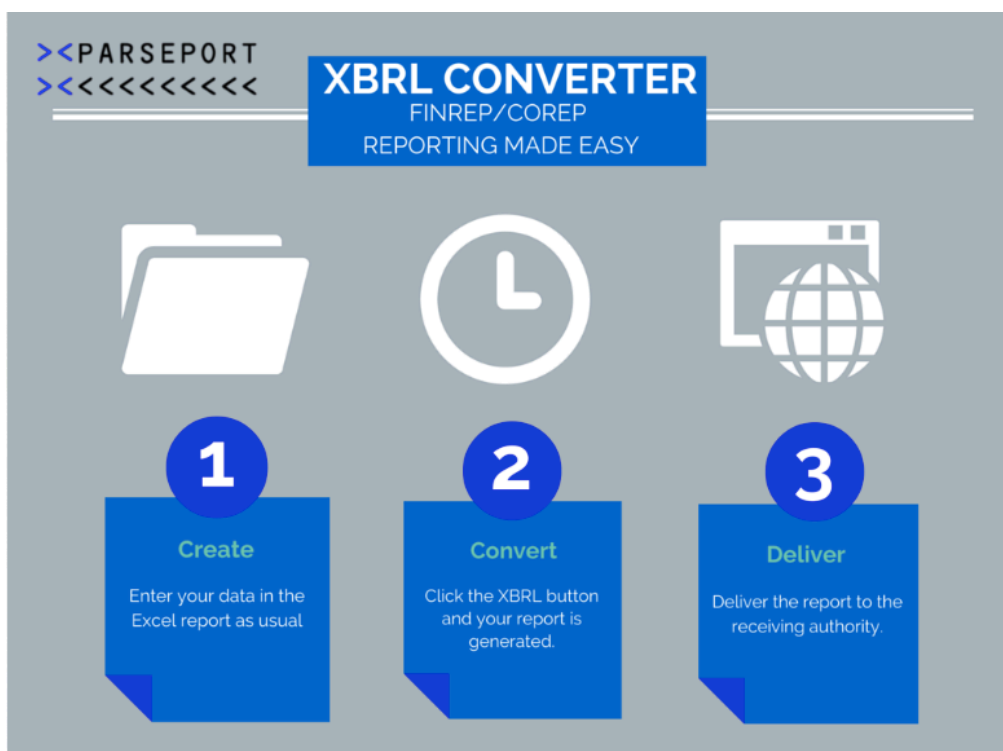 ><PARSEPORT
><<<<<<<<<<
XBRL CONVERTER
FINREP/COREP
REPORTING MADE EASY
1
Create
Enter your data in the
Excel report as usual
2
Convert
Click the XBRL button
and your report is
generated.
3
Deliver
Deliver the report to the
receiving authority.